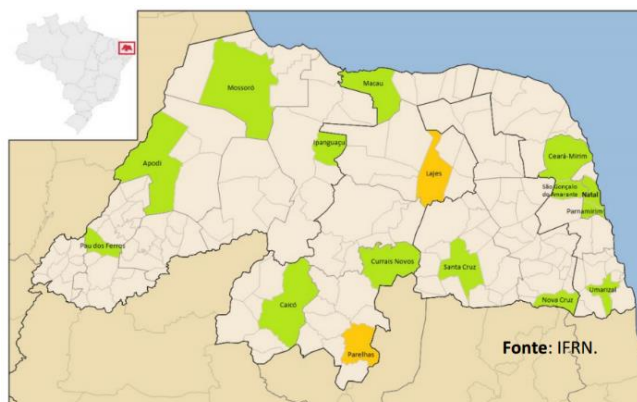 Mossoró
Macau
Ipanguaçu
Apodi
Lajes
Ceará-Mirim
São Gonçalo
do Amarante
Natal
Parnamirim
Pau dos Ferros
Currais Novos
Santa Cruz
Umarizal
Caicó
Nova Cruz
Parelhas
Fonte: IFRN.